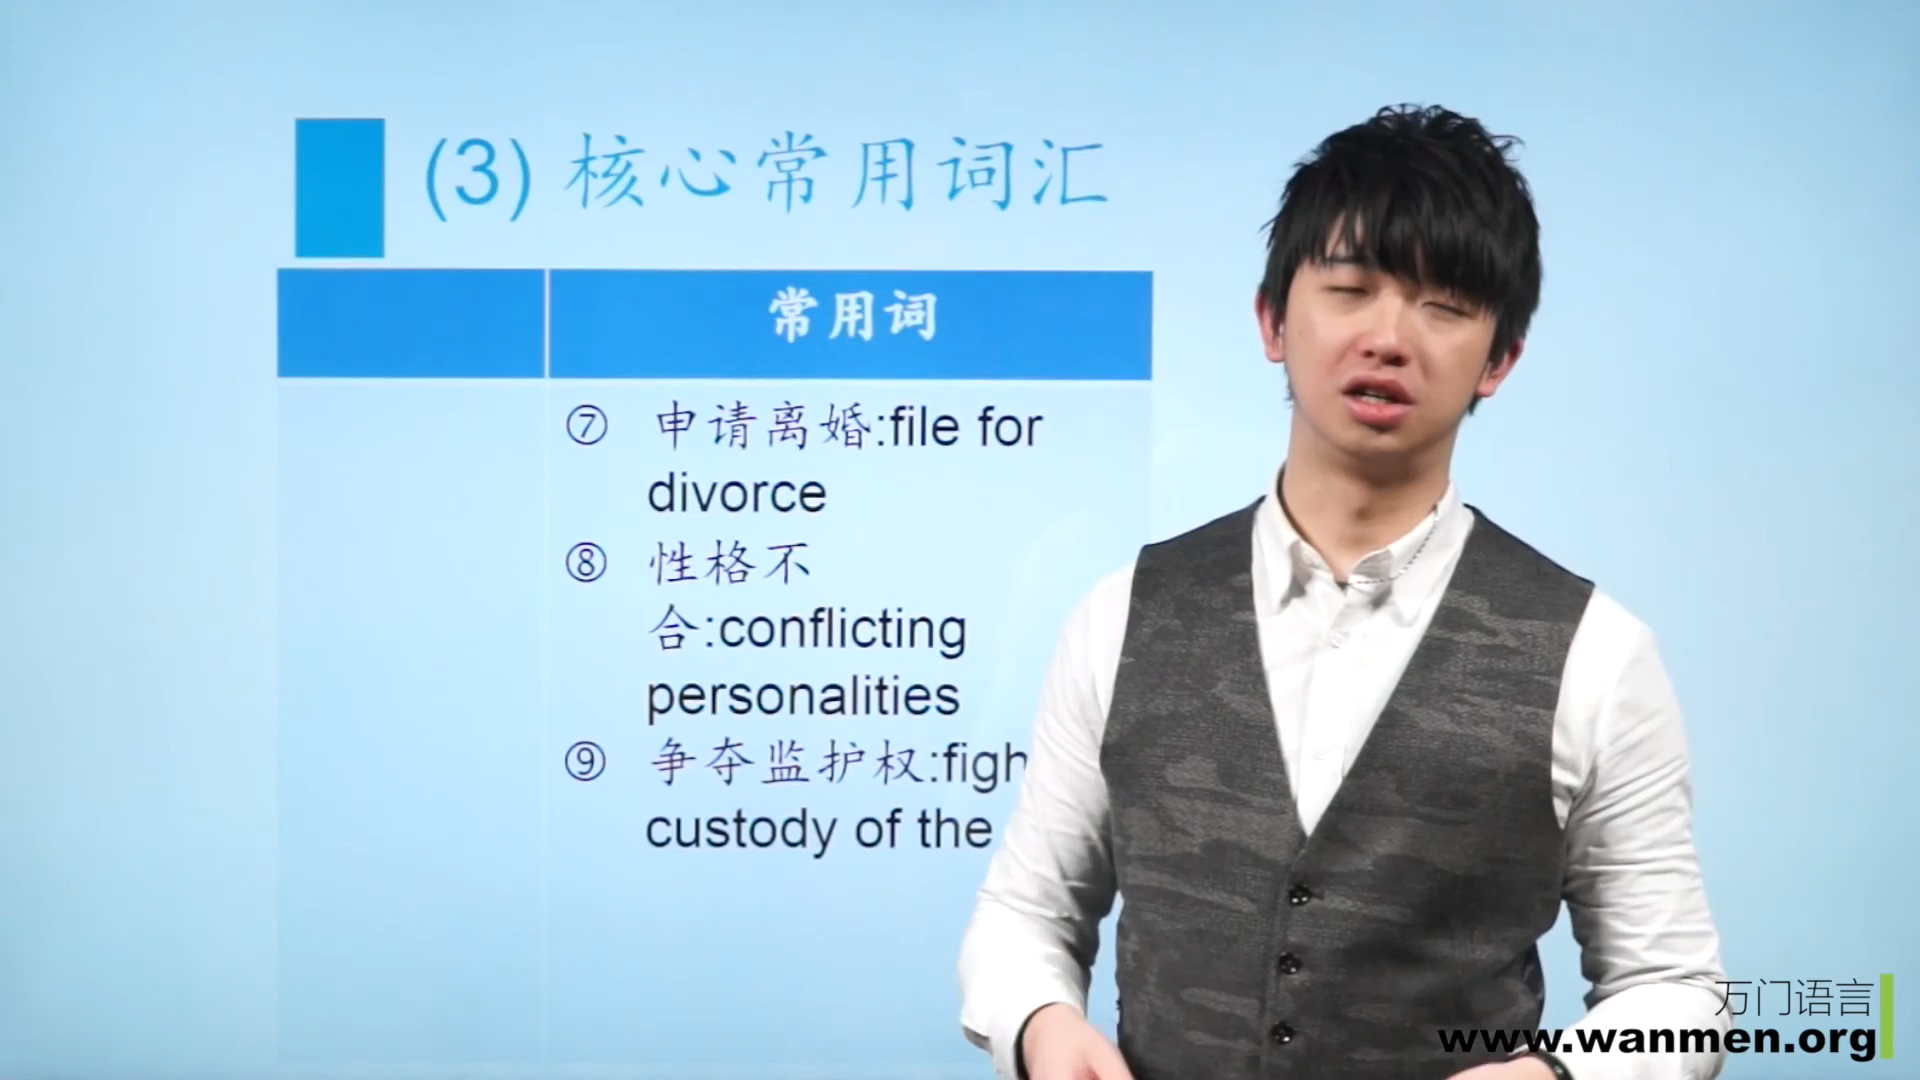 (3) 核心常用词汇
常用词
⑦ 申请离婚:file for
divorce
⑧ 性格不
合:conflicting
personalities
⑨ 争夺监护权:figh
custody of the
万门语言
www.wanmen.org